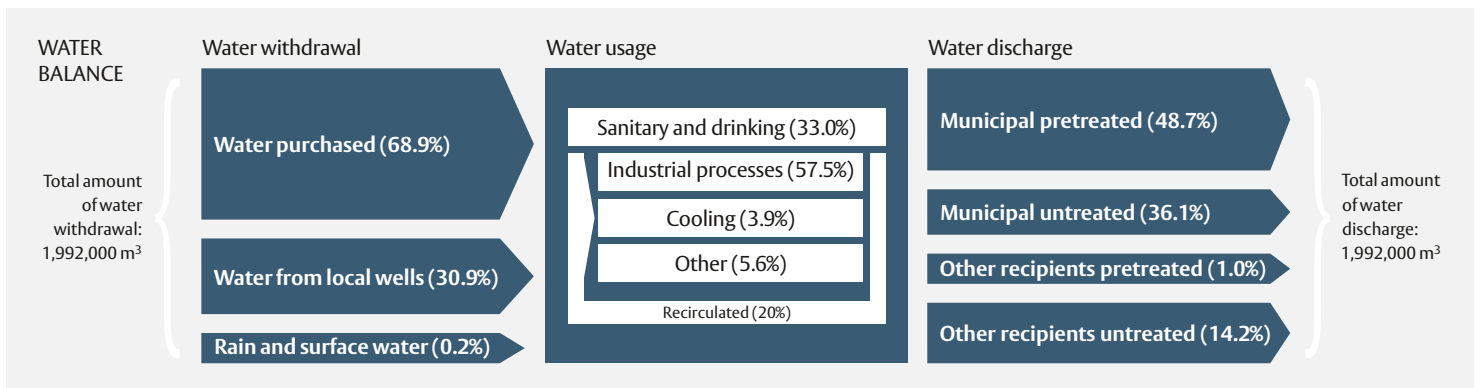 WATER
BALANCE
Total amount
of water
withdrawal:
1,992,000 m³
Water withdrawal
Water purchased (68.9%)
Water from local wells (30.9%)
Rain and surface water (0.2%)
Water usage
Sanitary and drinking (33.0%)
Industrial processes (57.5%)
Cooling (3.9%)
Other (5.6%)
Recirculated (20%)
Water discharge
Municipal pretreated (48.7%)
Municipal untreated (36.1%)
Other recipients pretreated (1.0%)
Other recipients untreated (14.2%)
Total amount
of water
discharge:
1,992,000 m³